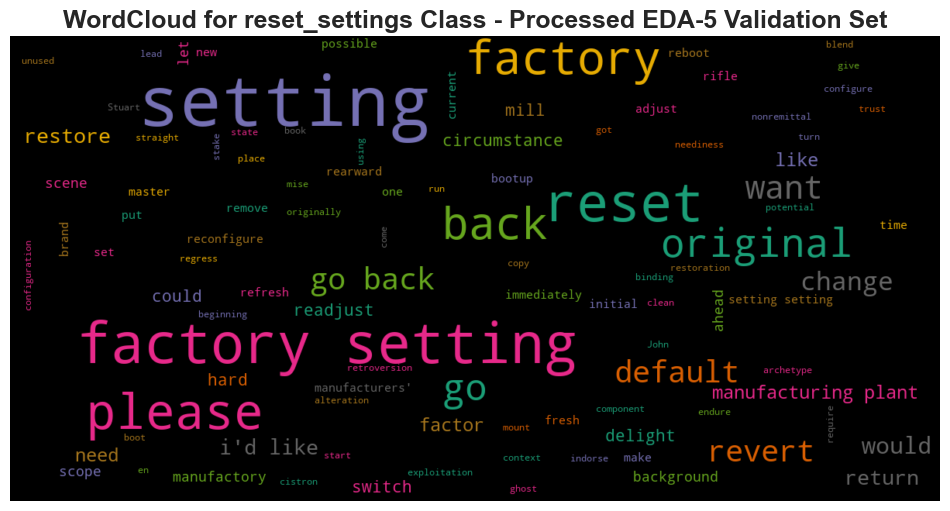 WordCloud for reset_settings Class - Processed EDA-5 Validation Set
unused
lead
let
new
possible
factory
reboot
blend
give
rifle
configure
setting
Stuart
current
mill
adjust
trust
nonremittal
restore
straight
stake
state
book
using
circumstance
got
neediness
turn
like
place
rearward
scene
master
mise
one
run
bootup
want
potential
put
remove
originally
back
reset
original
time
brand
set
reconfigure
regress
come
copy
restoration
configuration
go back
binding
change
could
refresh
immediately
initial
clean
ahead
setting setting
beginning
readjust
factory setting
John
retroversion
hard
manufacturers'
alteration
go
default
archetype
manufacturing plant
please
factor
mount
fresh
component
endure
require
boot
need
i'd like
start
delight
revert
would
scope
en
manufactory
cistron
switch
exploitation
context
indorse
make
ghost
background
return